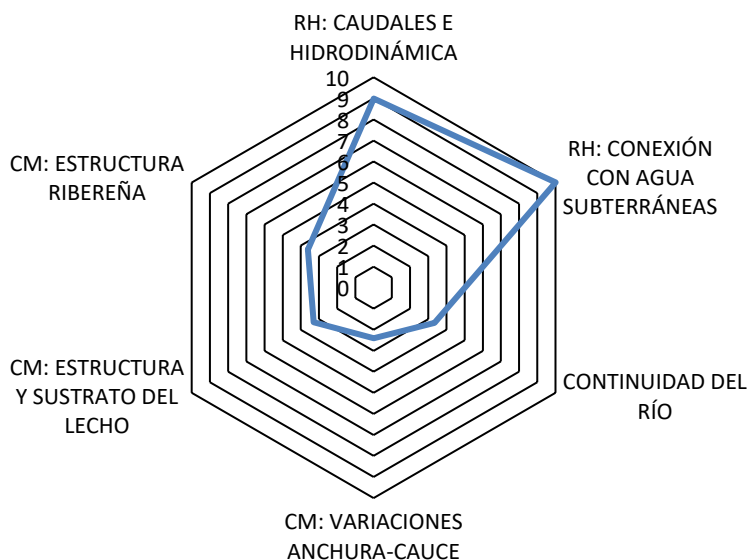 RH: CAUDALES E
HIDRODINÁMICA
10
9
8
7
6
5
4
3
2
1
0
RH: CONEXIÓN
CON AGUA
SUBTERRÁNEAS
CONTINUIDAD DEL
RÍO
CM: VARIACIONES
ANCHURA-CAUCE
CM: ESTRUCTURA
Y SUSTRATO DEL
LECHO
CM: ESTRUCTURA
RIBEREÑA